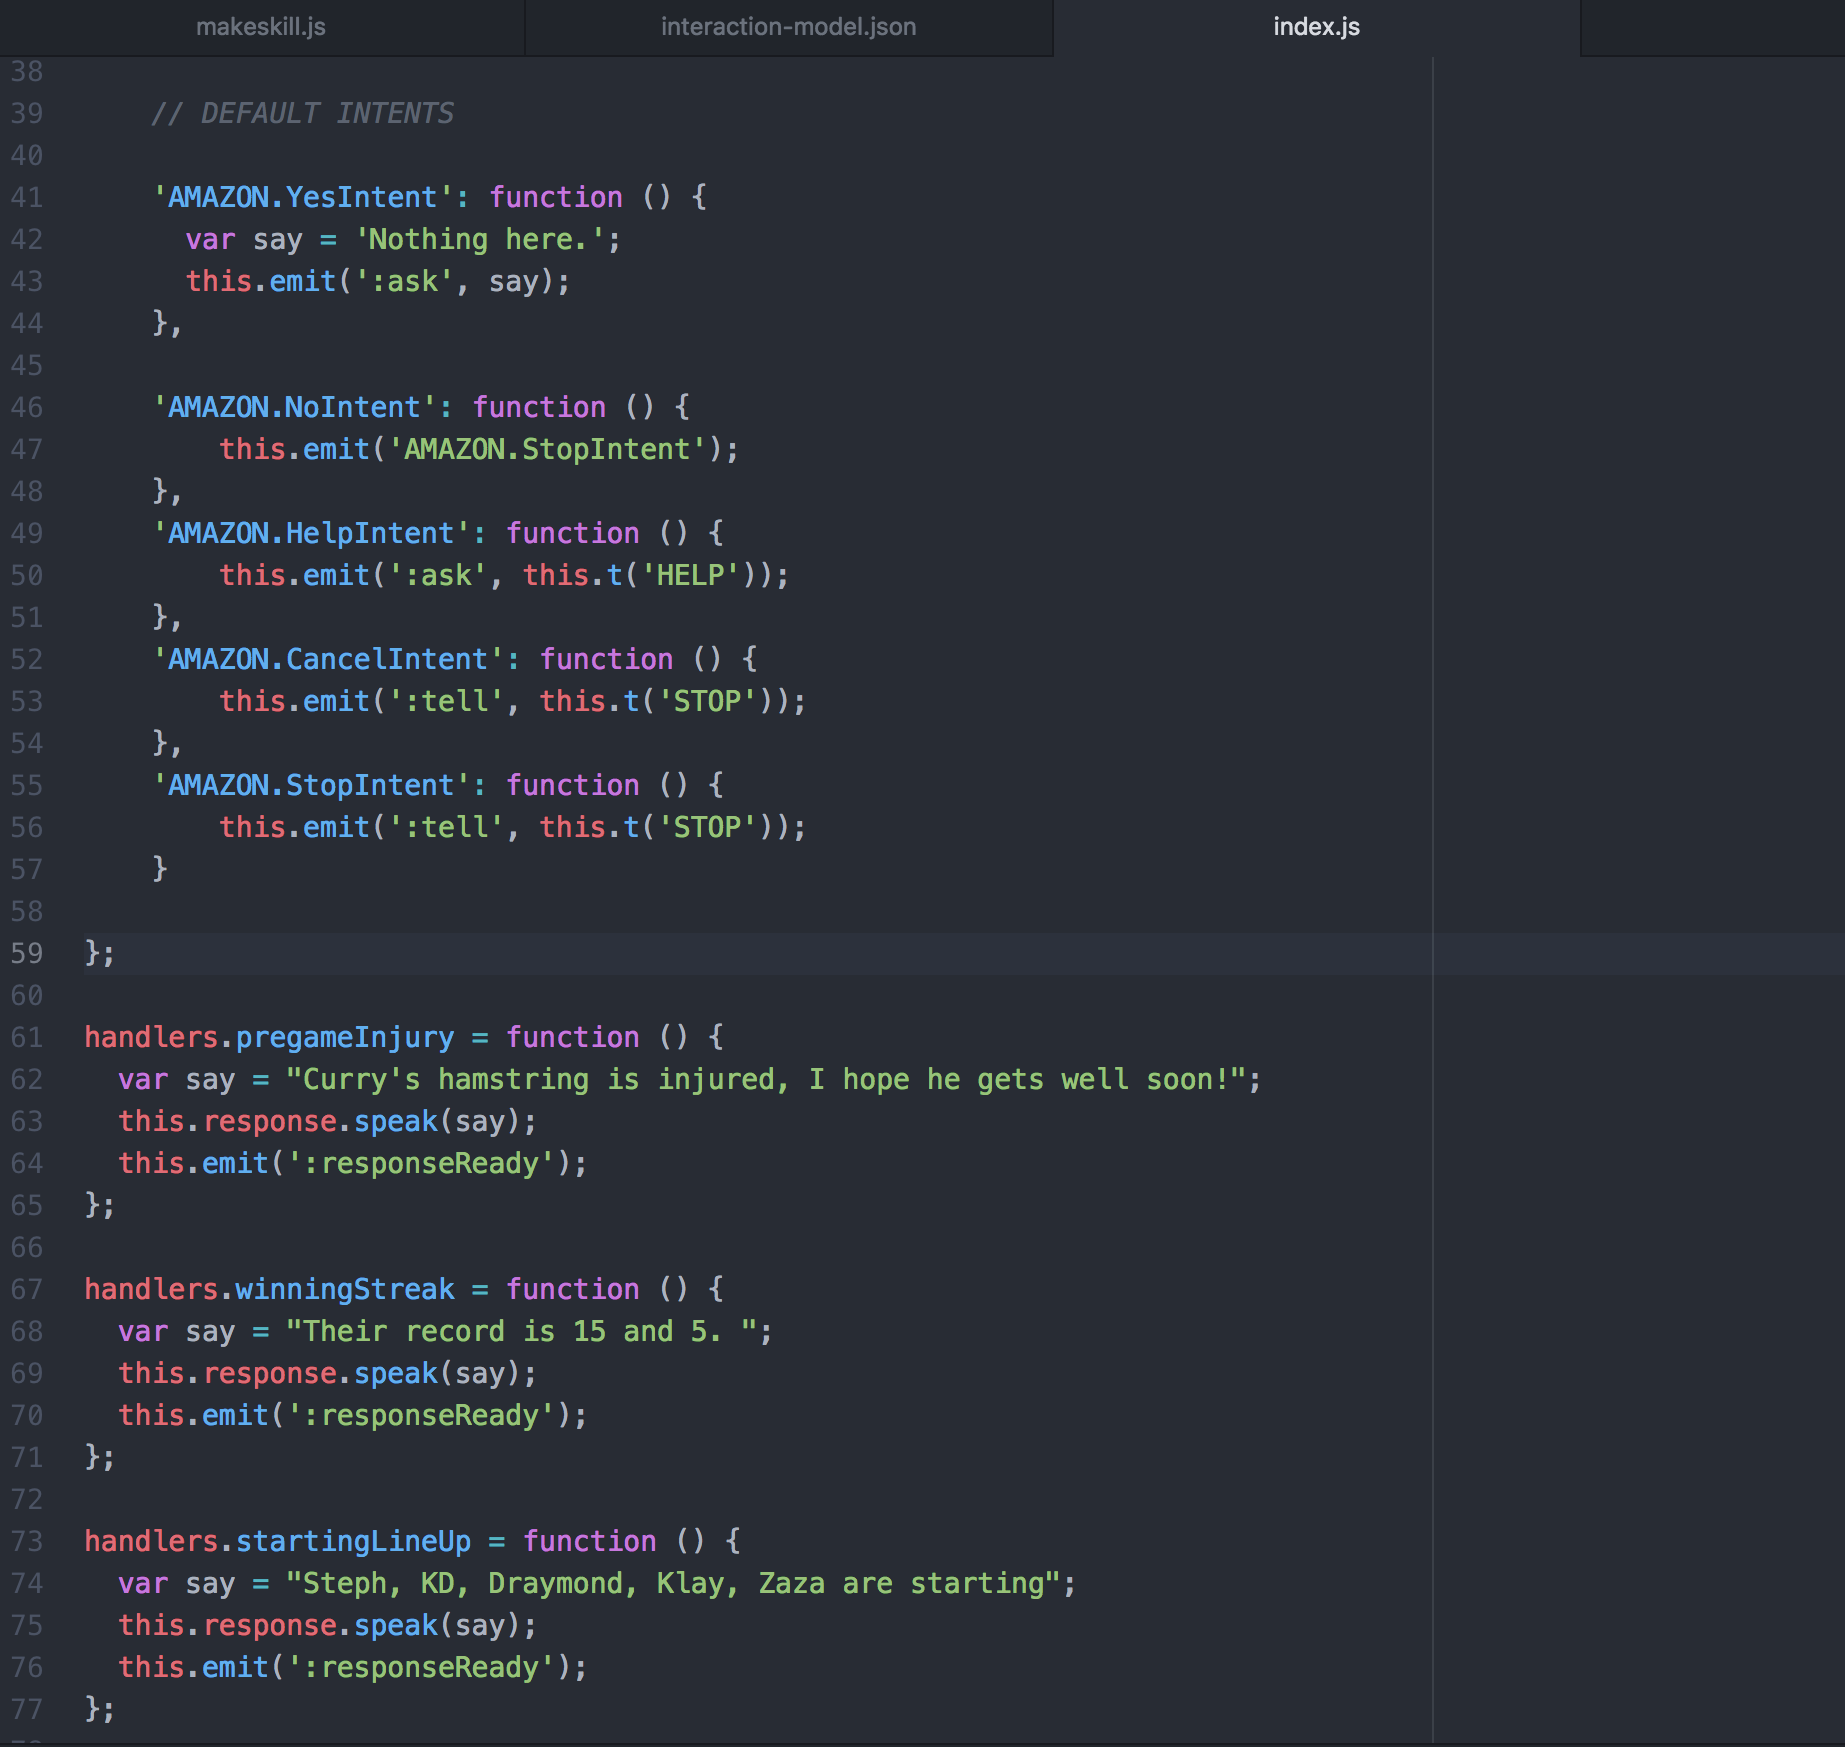 makeskill.js interaction-model.json index.js
38
39 // DEFAULT INTENTS
40
41 'AMAZON.YesIntent': function () {
42 var say = 'Nothing here.';
43 this.emit(':ask', say);
44 },
45
46 'AMAZON.NoIntent': function () {
47 this.emit('AMAZON.StopIntent');
48 },
49 'AMAZON.HelpIntent': function () {
50 this.emit(':ask', this.t('HELP'));
51 },
52 'AMAZON.CancelIntent': function () {
53 this.emit(':tell', this.t('STOP'));
54 },
55 'AMAZON.StopIntent': function () {
56 this.emit(':tell', this.t('STOP'));
57 }
58
59 };
60
61 handlers.pregameInjury = function () {
62 var say = "Curry's hamstring is injured, I hope he gets well soon!";
63 this.response.speak(say);
64 this.emit(':responseReady');
65 };
66
67 handlers.winningStreak = function () {
68 var say = "Their record is 15 and 5. ";
69 this.response.speak(say);
70 this.emit(':responseReady');
71 };
72
73 handlers.startingLineUp = function () {
74 var say = "Steph, KD, Draymond, Klay, Zaza are starting";
75 this.response.speak(say);
76 this.emit(':responseReady');
77 };